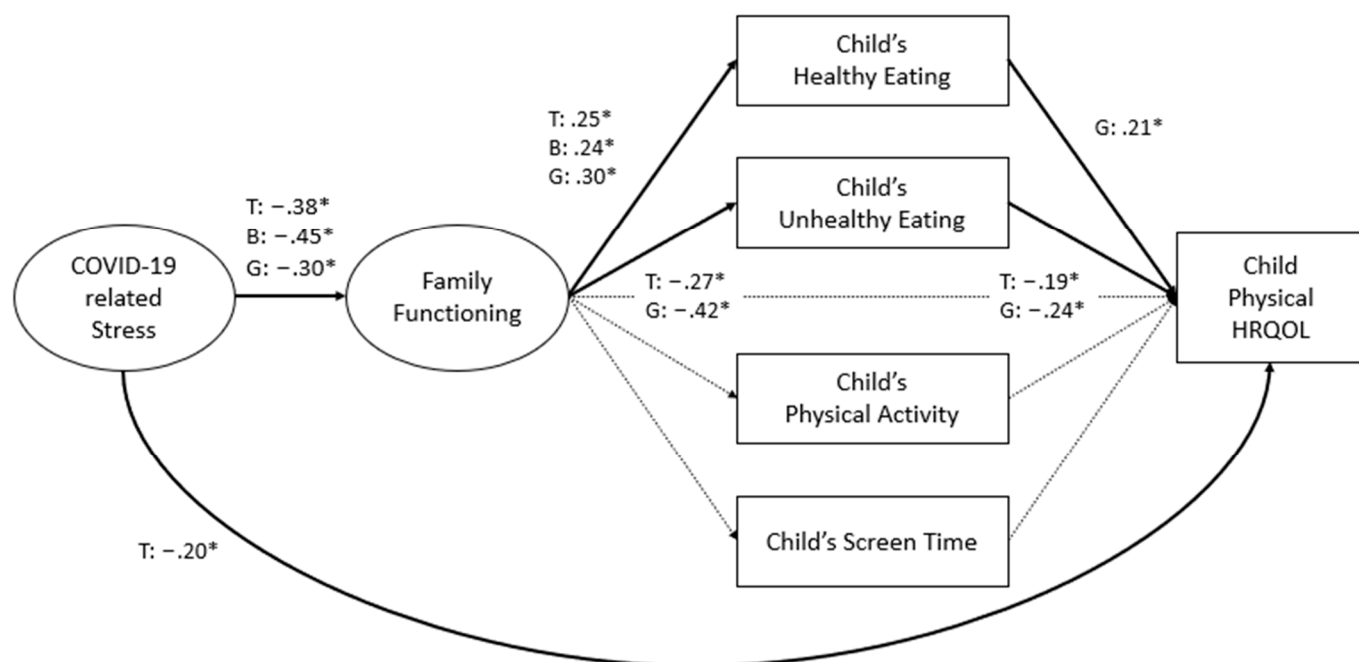 Child's
Healthy Eating
T: .25*
B: .24*
G: .30*
G: .21*
Child's
Unhealthy Eating
T: −.38*
B: −.45*
G: −.30*
COVID-19
related
Stress
Family
Functioning
T: −.27*
G: −.42*
T: −.19*
G: −.24*
Child
Physical
HRQOL
Child's
Physical Activity
Child's Screen Time
T: −.20*